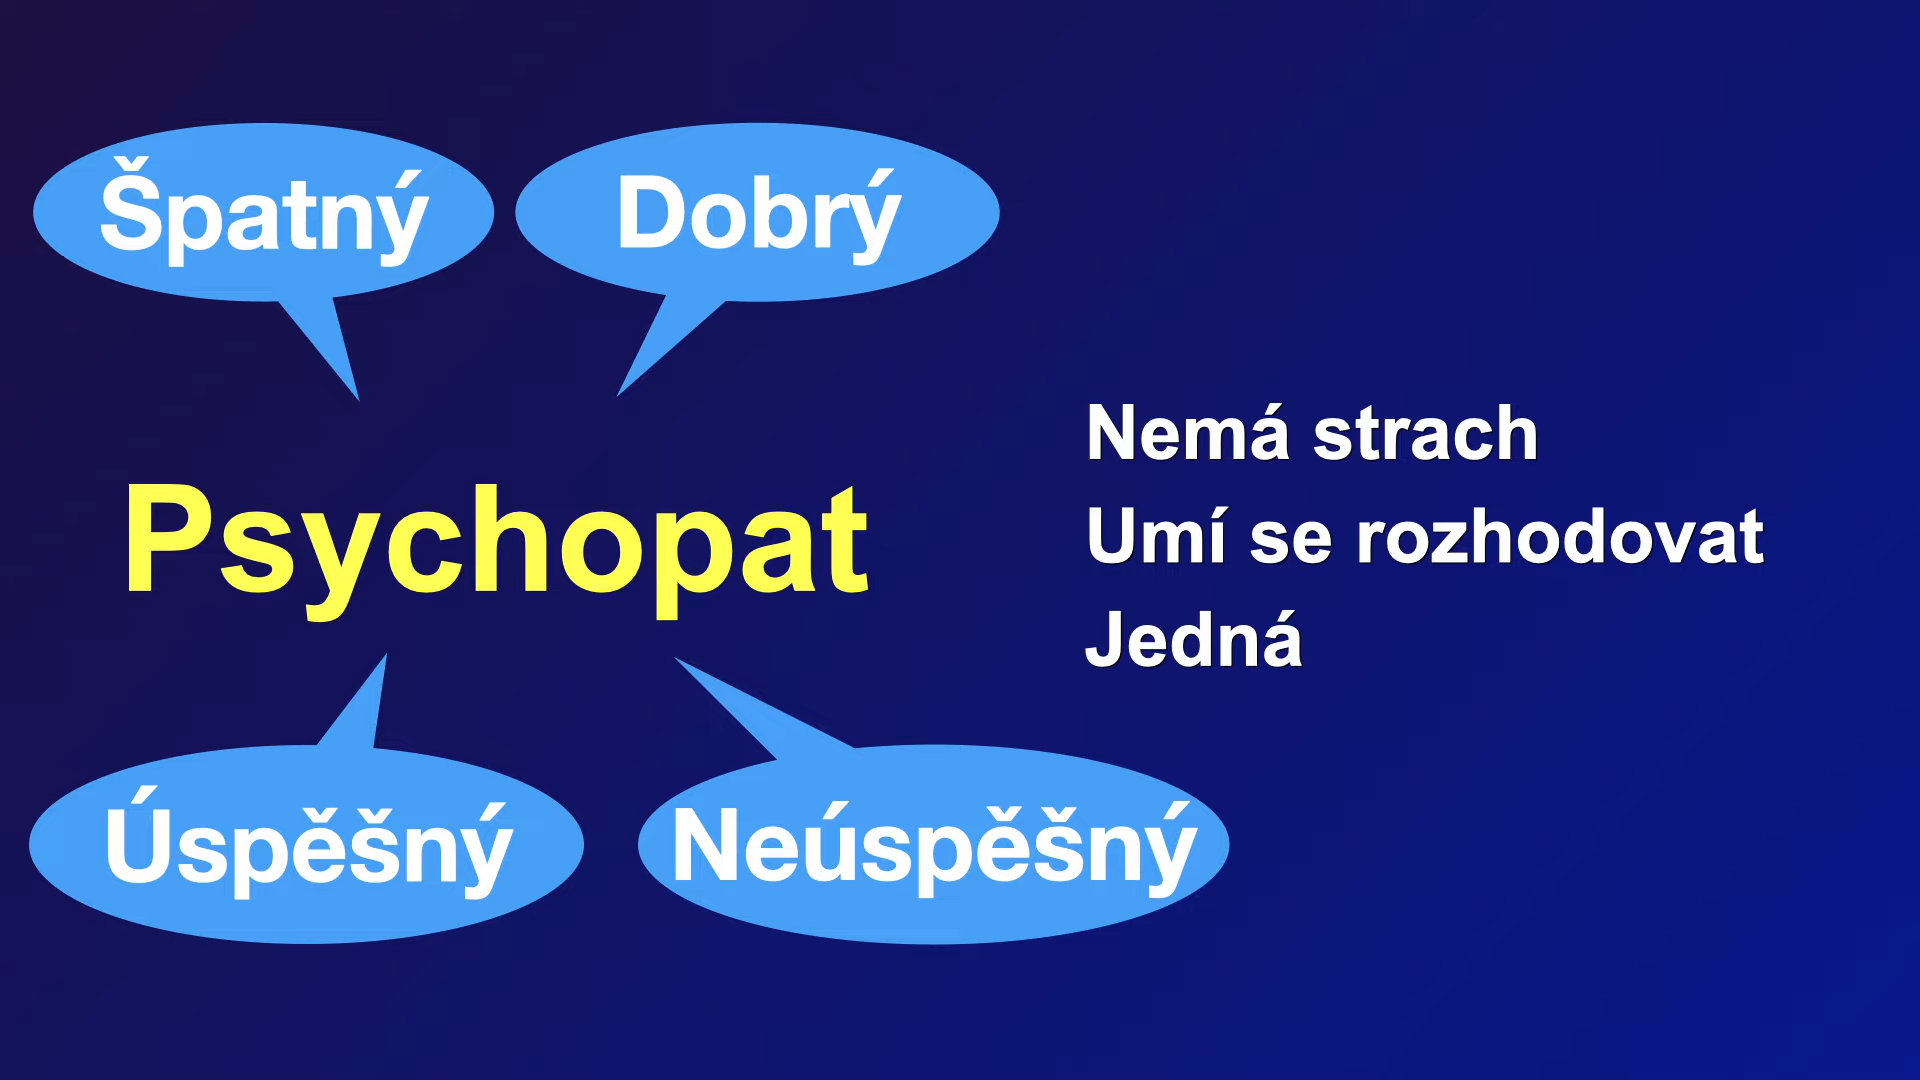 Špatný
Dobrý
Psychopat
Úspěšný
Neúspěšný
Nemá strach
Umí se rozhodovat
Jedná